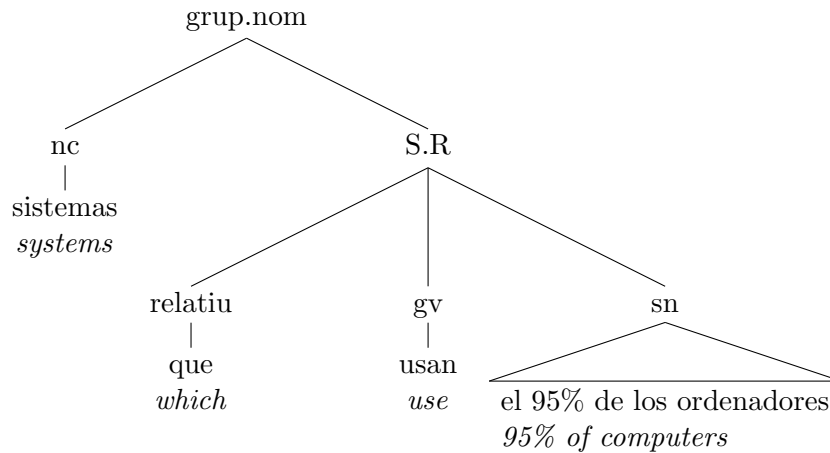 grup.nom
nc S.R
sistemas
systems
relatiu gv sn
que usan el 95% de los ordenadores
which use 95% of computers